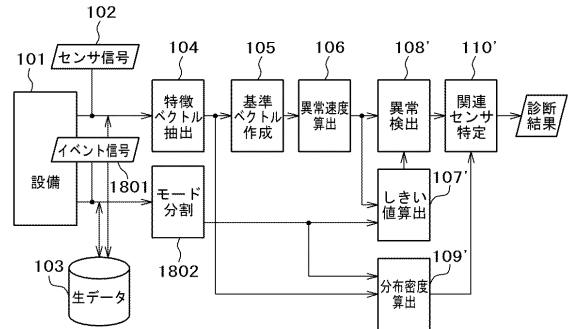 102
センサ信号
101
104
105
106
108'
110'
特徴
ベクトル
抽出
基準
ベクトル
作成
異常速度
算出
異常
検出
関連
センサ
特定
診断
結果
イベント信号
1801
設備
モード
分割
1802
しきい
値算出
107'
103
生データ
109'
分布密度
算出